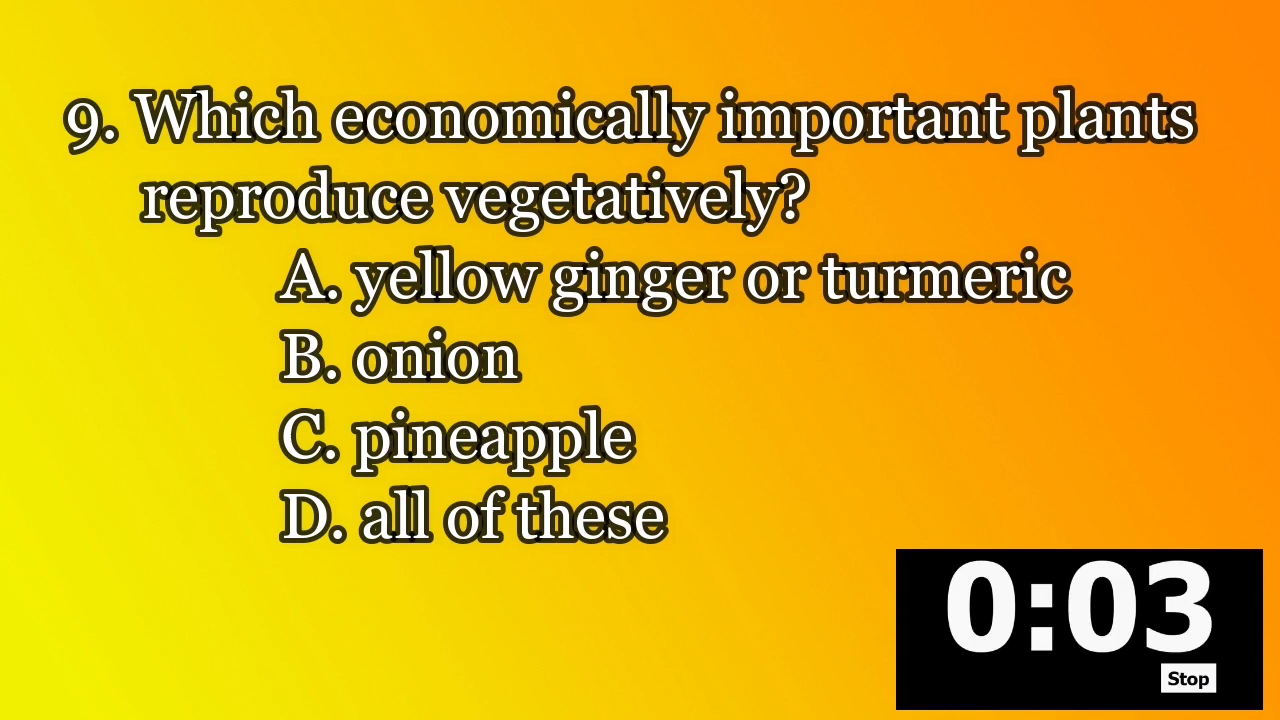 9. Which economically important plants
reproduce vegetatively?
A. yellow ginger or turmeric
B. onion
C. pineapple
D. all of these
0:03
Stop